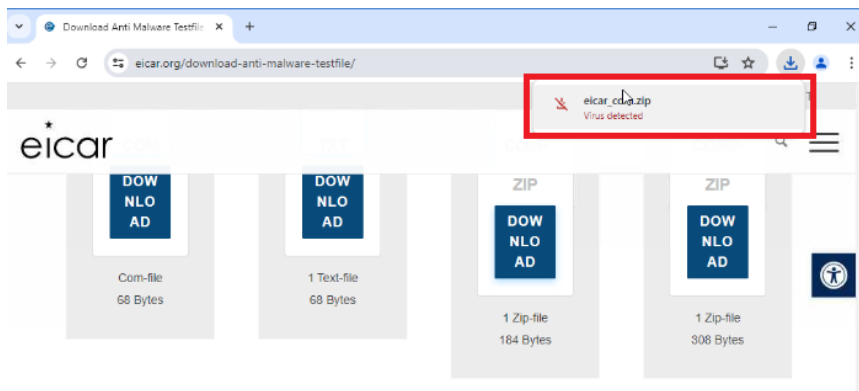 Download Anti Malware Testfile
eicar.org/download-anti-malware-testfile/
eicar_com.zip
Virus detected
eicar
ZIP
ZIP
DOW
NLO
AD
DOW
NLO
AD
DOW
NLO
AD
DOW
NLO
AD
Com-file
68 Bytes
1 Text-file
68 Bytes
1 Zip-file
184 Bytes
1 Zip-file
308 Bytes